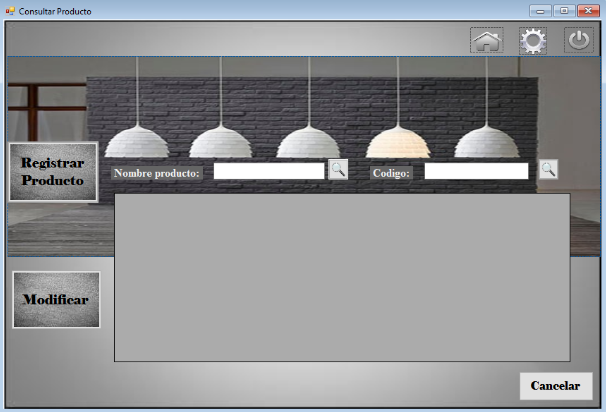 Consultar Producto
Registrar
Producto
Nombre producto:
Codigo:
Modificar
Cancelar